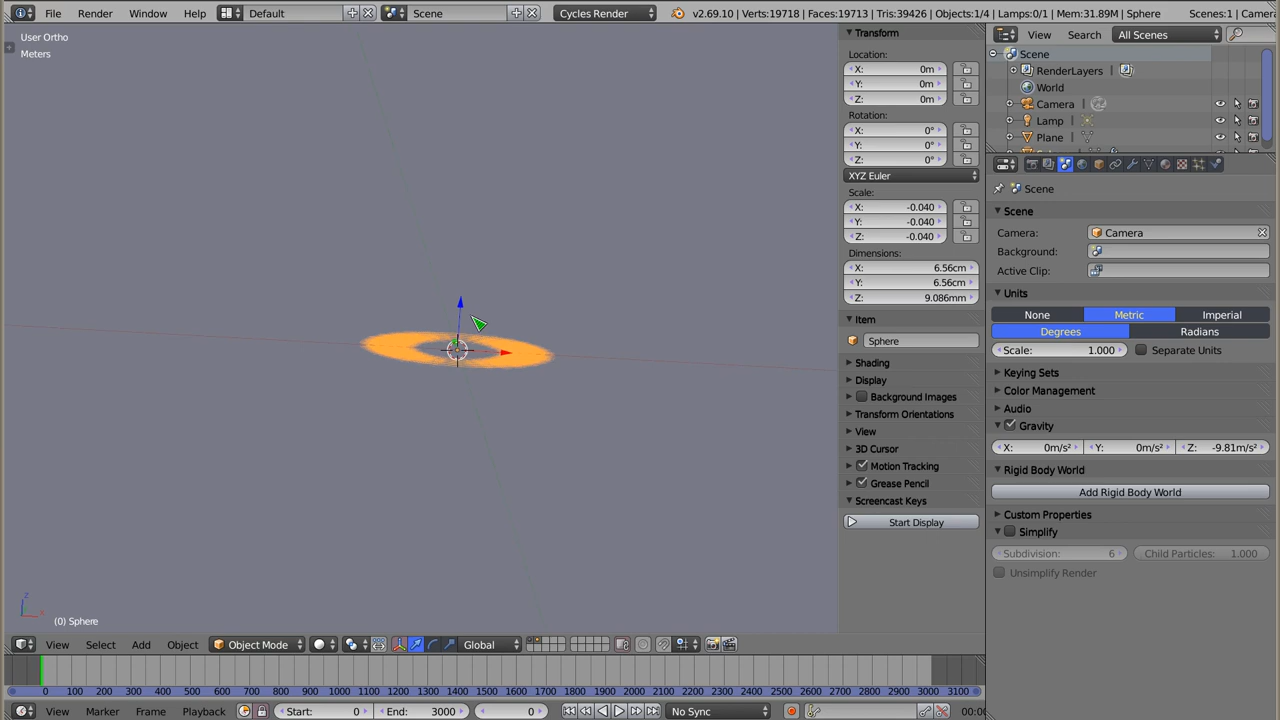 File Render Window Help Default Scene Cycles Render v2.69.10 | Verts:19718 | Faces:19713 | Tris:39426 | Objects:1/4 | Lamps:0/1 | Mem:31.89M | Sphere Scenes:1 | Camer
User Ortho
Meters
(0) Sphere
Transform
Location:
X: 0m
Y: 0m
Z: 0m
Rotation:
X: 0°
Y: 0°
Z: 0°
XYZ Euler
Scale:
X: -0.040
Y: -0.040
Z: -0.040
Dimensions:
X: 6.56cm
Y: 6.56cm
Z: 9.086mm
Item
Sphere
Shading
Display
Background Images
Transform Orientations
View
3D Cursor
Motion Tracking
Grease Pencil
Screencast Keys
Start Display
View Search All Scenes
Scene
RenderLayers
World
Camera
Lamp
Plane
Scene
Scene
Camera: Camera
Background:
Active Clip:
Units
None Metric Imperial
Degrees Radians
Scale: 1.000 Separate Units
Keying Sets
Color Management
Audio
Gravity
X: 0m/s² Y: 0m/s² Z: -9.81m/s²
Rigid Body World
Add Rigid Body World
Custom Properties
Simplify
Subdivision: 6 Child Particles: 1.000
Unsimplify Render
View Select Add Object Object Mode Global
0 100 200 300 400 500 600 700 800 900 1000 1100 1200 1300 1400 1500 1600 1700 1800 1900 2000 2100 2200 2300 2400 2500 2600 2700 2800 2900 3000 3100
View Marker Frame Playback Start: 0 End: 3000 0 No Sync 00:0